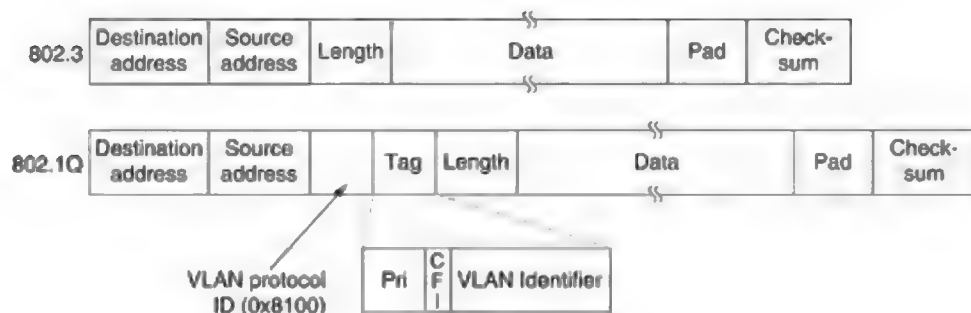 802.3 Destination address Source address Length Data Pad Check-sum
802.1Q Destination address Source address Tag Length Data Pad Check-sum
VLAN protocol ID (0x8100)
Pri CFI VLAN Identifier